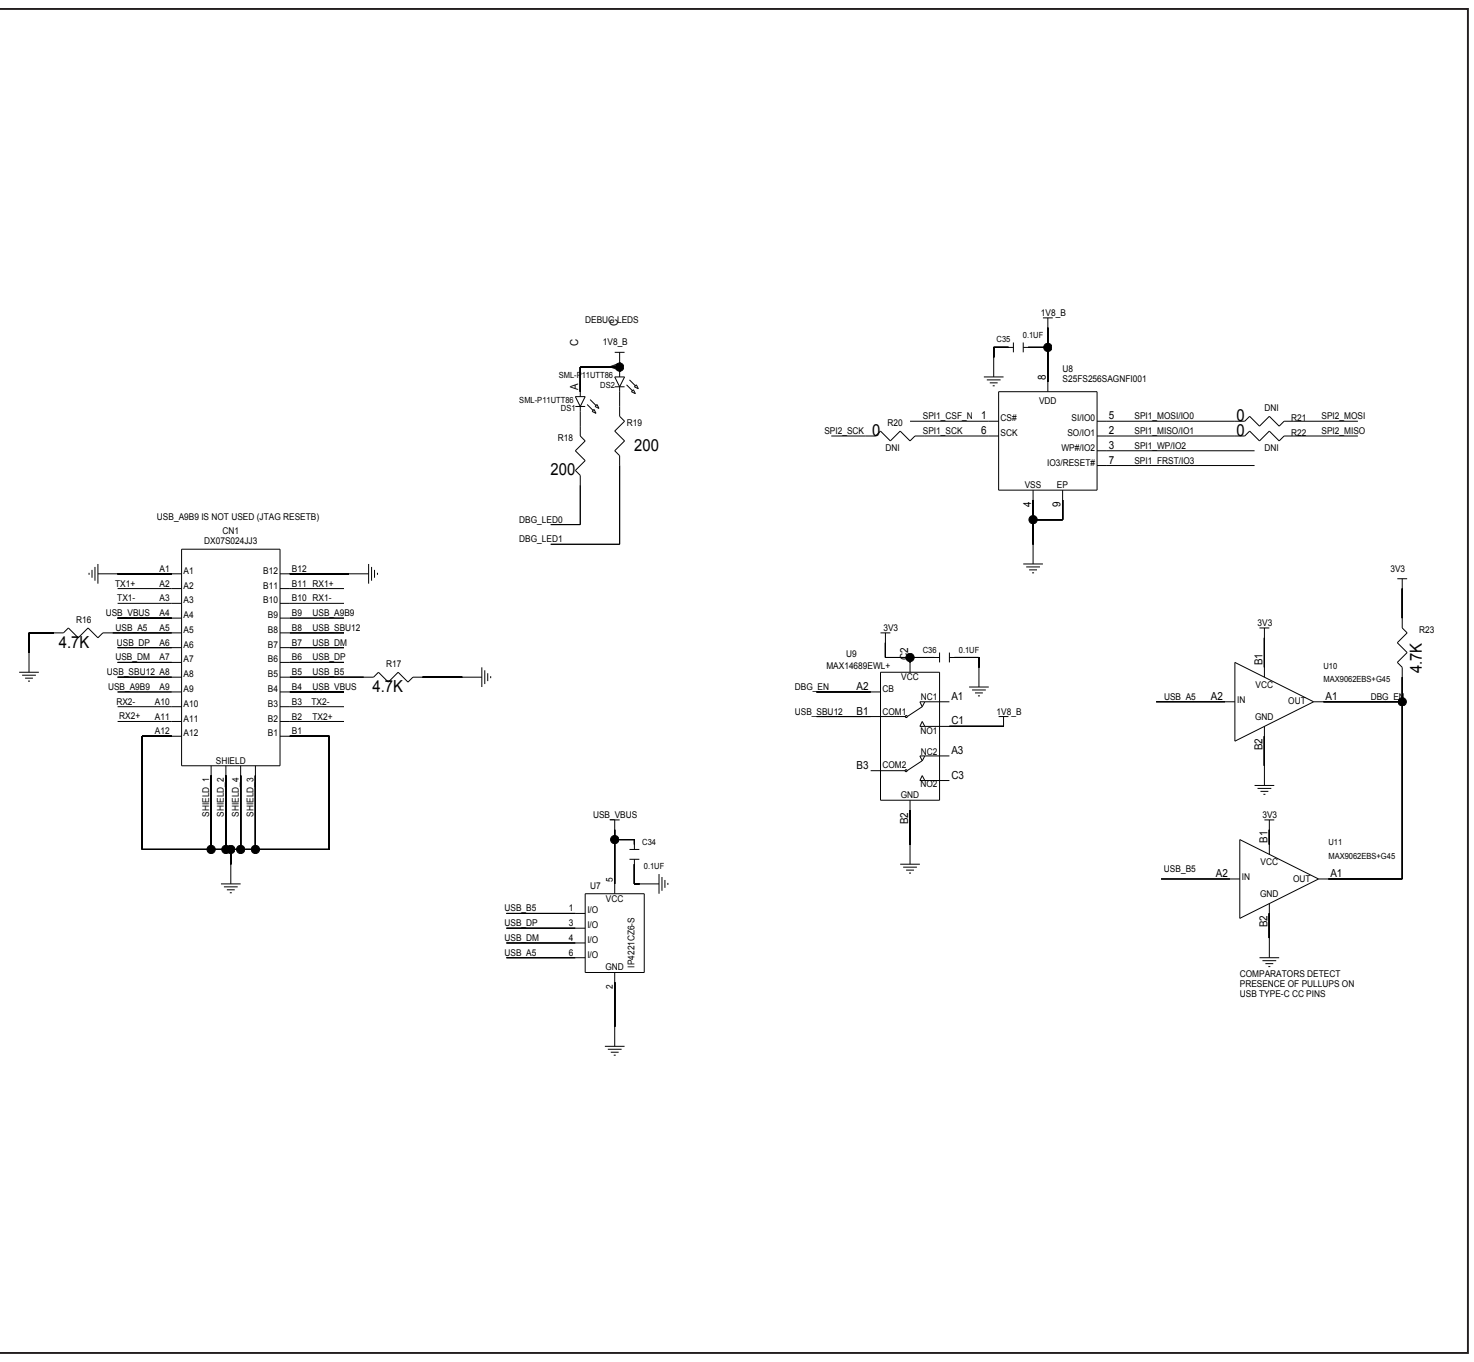 DEBUG LEDS
C
C
1V8_B
SML-P11UTT86
DS2
A
SML-P11UTT86
DS1
R18
200
R19
200
DBG_LED0
DBG_LED1
1V8_B
C35
0.1UF
U8
S25FS256SAGNFI001
8
VDD
SPI1_CSF_N 1 CS#
SPI2_SCK 0 R20 SPI1_SCK 6 SCK
DNI
SI/IO0 5 SPI1_MOSI/IO0 0 DNI R21 SPI2_MOSI
SO/IO1 2 SPI1_MISO/IO1 0 R22 SPI2_MISO
DNI
WP#/IO2 3 SPI1_WP/IO2
IO3/RESET# 7 SPI1_FRST/IO3
VSS EP
4 9
USB_A9B9 IS NOT USED (JTAG RESETB)
CN1
DX07S024JJ3
A1 A1 B12 B12
TX1+ A2 A2 B11 B11 RX1+
TX1- A3 A3 B10 B10 RX1-
USB_VBUS A4 A4 B9 B9 USB_A9B9
R16
4.7K
USB_A5 A5 A5 B8 B8 USB_SBU12
USB_DP A6 A6 B7 B7 USB_DM
USB_DM A7 A7 B6 B6 USB_DP
USB_SBU12 A8 A8 B5 B5 USB_B5
R17
4.7K
USB_A9B9 A9 A9 B4 B4 USB_VBUS
RX2- A10 A10 B3 B3 TX2-
RX2+ A11 A11 B2 B2 TX2+
A12 A12 B1 B1
SHIELD
SHIELD_1
SHIELD_2
SHIELD_4
SHIELD_3
USB_VBUS
C34
0.1UF
5
U7
VCC
USB_B5 1 I/O
USB_DP 3 I/O
USB_DM 4 I/O
USB_A5 6 I/O
IP4221CZ6-S
GND
2
3V3
U9
MAX14689EWL+
C2
C36
0.1UF
VCC
DBG_EN A2 CB
NC1 A1
USB_SBU12 B1 COM1
NO1 C1 1V8_B
NC2 A3
B3 COM2
NO2 C3
GND
B2
3V3
R23
4.7K
3V3
B1
U10
MAX9062EBS+G45
VCC
USB_A5 A2 IN
OUT A1 DBG_EN
GND
B2
3V3
B1
U11
MAX9062EBS+G45
VCC
USB_B5 A2 IN
OUT A1
GND
B2
COMPARATORS DETECT
PRESENCE OF PULLUPS ON
USB TYPE-C CC PINS